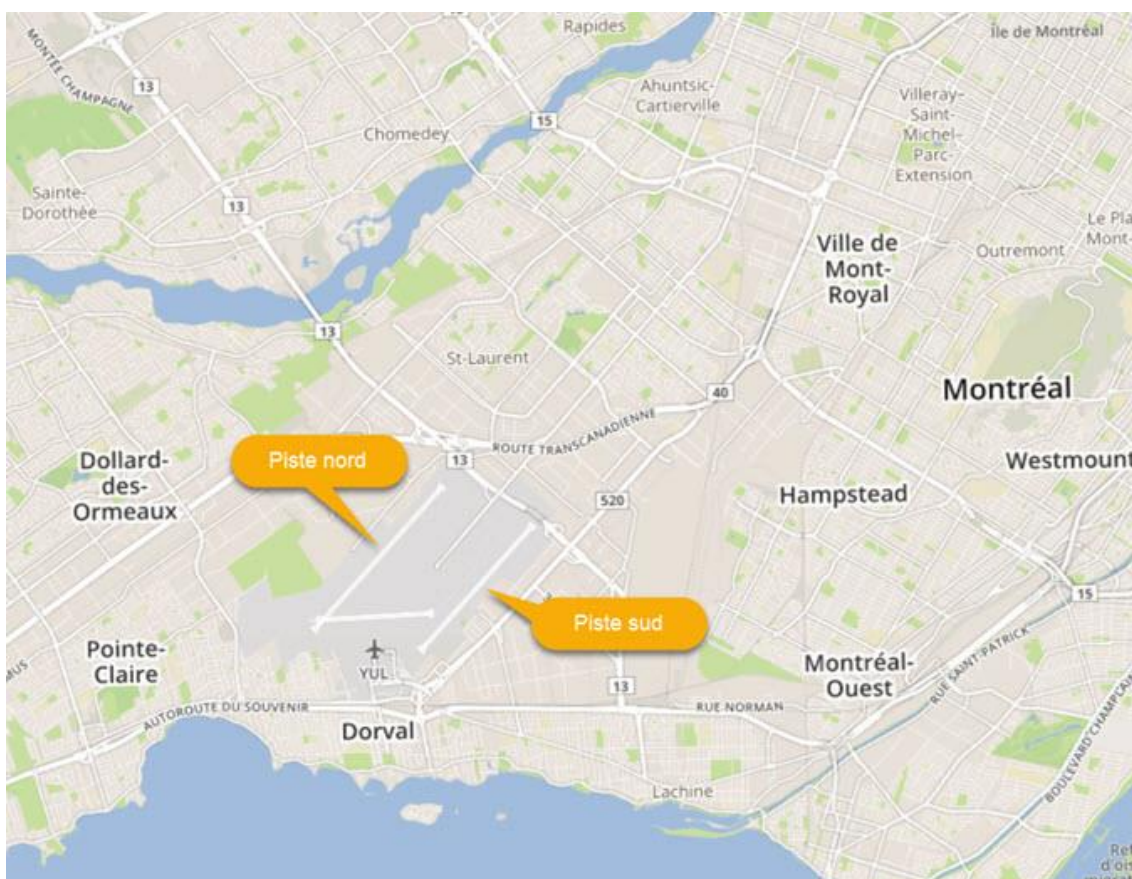 Rapides
Île de Montréal
MONTÉE CHAMPAGNE
13
Ahuntsic-
Cartierville
Villeray–
Saint-
Michel–
Parc-
Extension
15
Chomedey
Sainte-
Dorothée
13
Le Pla
Mont-
Ville de
Mont-
Royal
Outremont
13
St-Laurent
40
Montréal
ROUTE TRANSCANADIENNE
Piste nord
13
Westmount
Dollard-
des-
Ormeaux
520
Hampstead
15
Piste sud
Pointe-
Claire
YUL
Montréal-
Ouest
RUE SAINT-PATRICK
13
MUS
AUTOROUTE DU SOUVENIR
RUE NORMAN
Dorval
BOULEVARD CHAMPLAIN
Lachine
Ref
d'ois